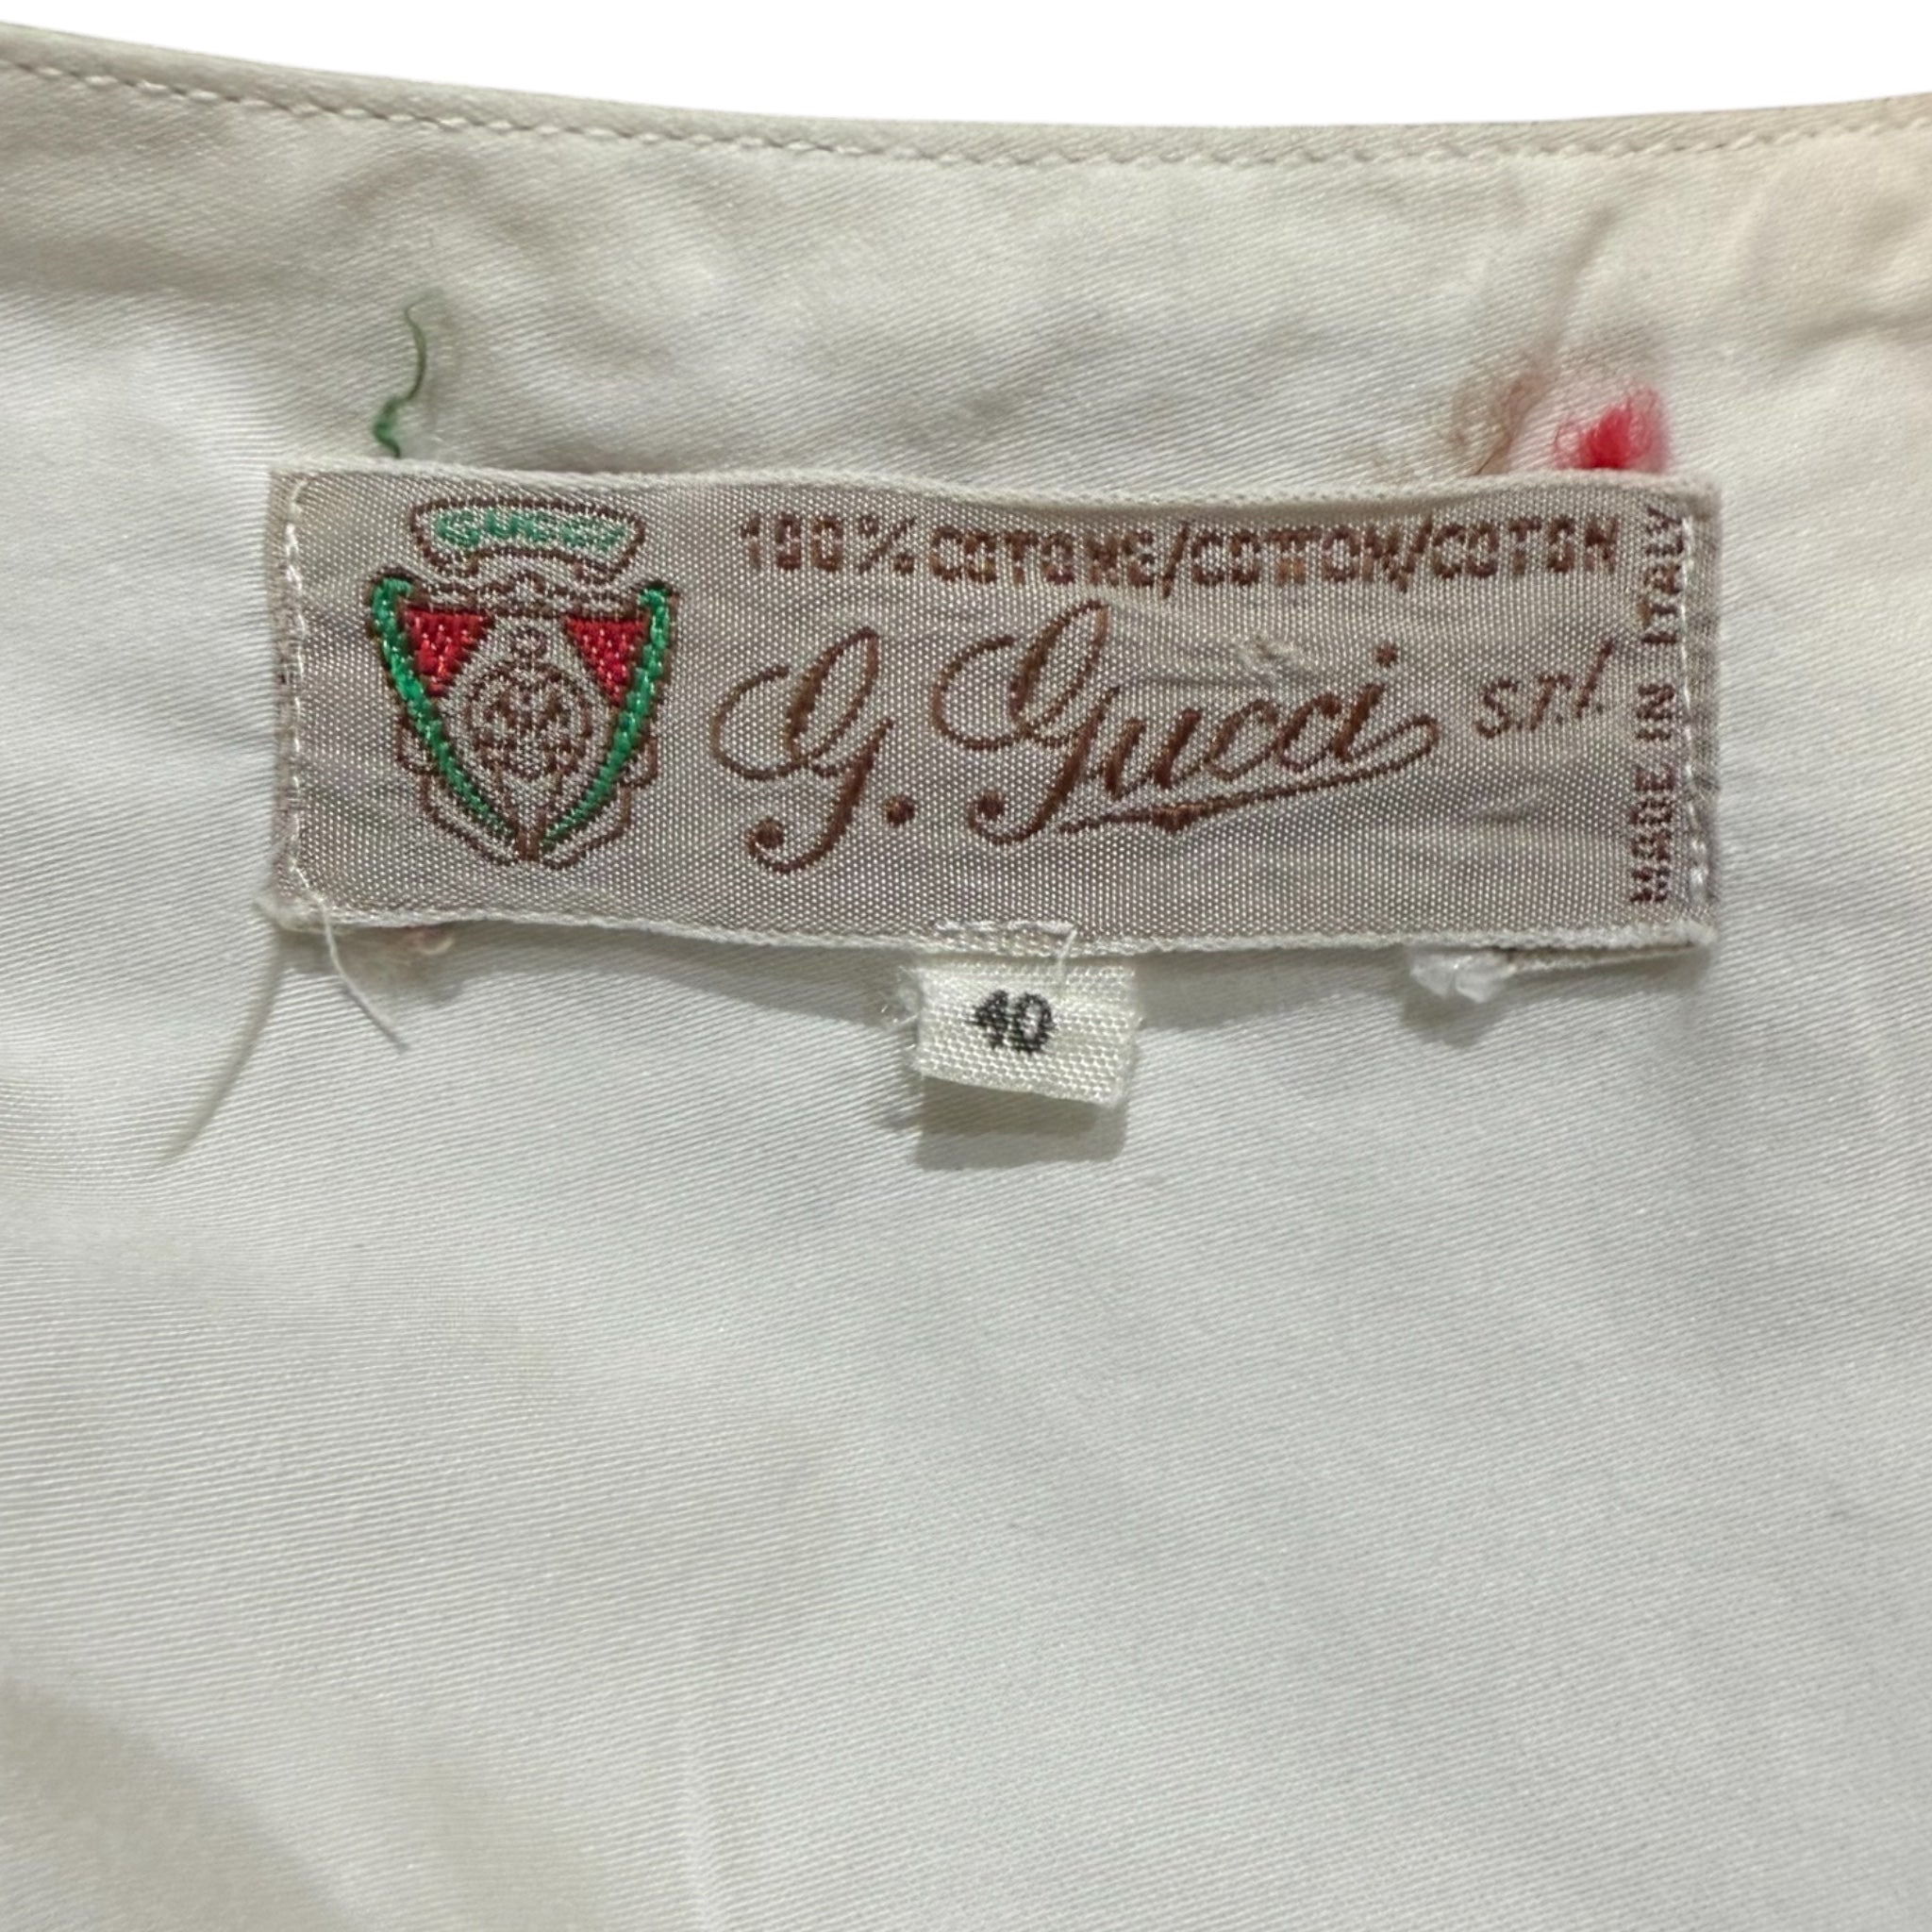 GUCCI
100% COTONE/COTTON/COTON
G. Gucci s.r.l.
MADE IN ITALY
40